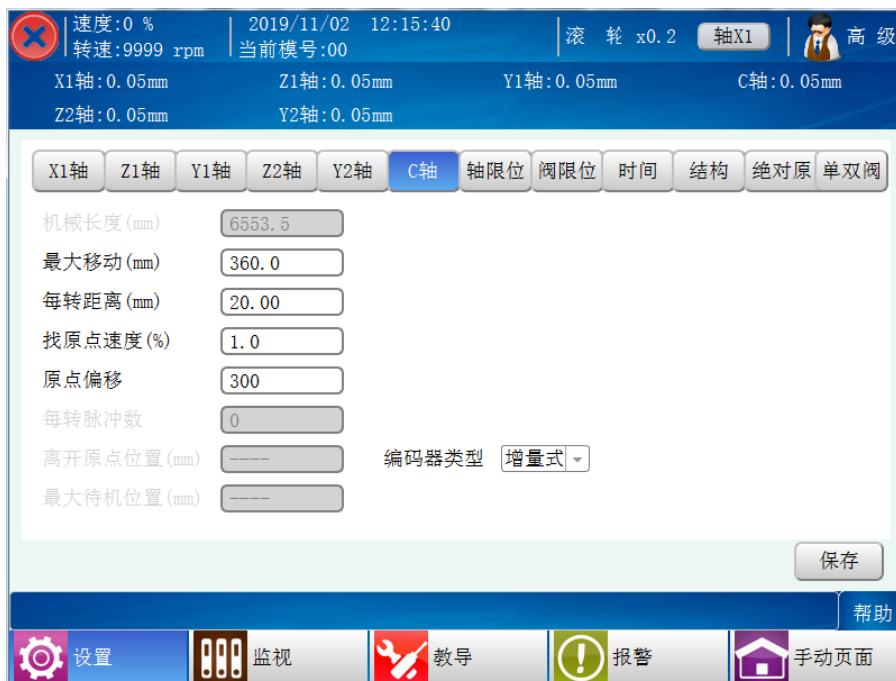 速度:0 % 2019/11/02 12:15:40 滚 轮 x0.2 轴X1 高 级
转速:9999 rpm 当前模号:00
X1轴:0.05mm Z1轴:0.05mm Y1轴:0.05mm C轴:0.05mm
Z2轴:0.05mm Y2轴:0.05mm
X1轴 Z1轴 Y1轴 Z2轴 Y2轴 C轴 轴限位 阀限位 时间 结构 绝对原 单双阀
机械长度(mm) 6553.5
最大移动(mm) 360.0
每转距离(mm) 20.00
找原点速度(%) 1.0
原点偏移 300
每转脉冲数 0
离开原点位置(mm) ---- 编码器类型 增量式
最大待机位置(mm) ----
保存
帮助
设置 监视 教导 报警 手动页面